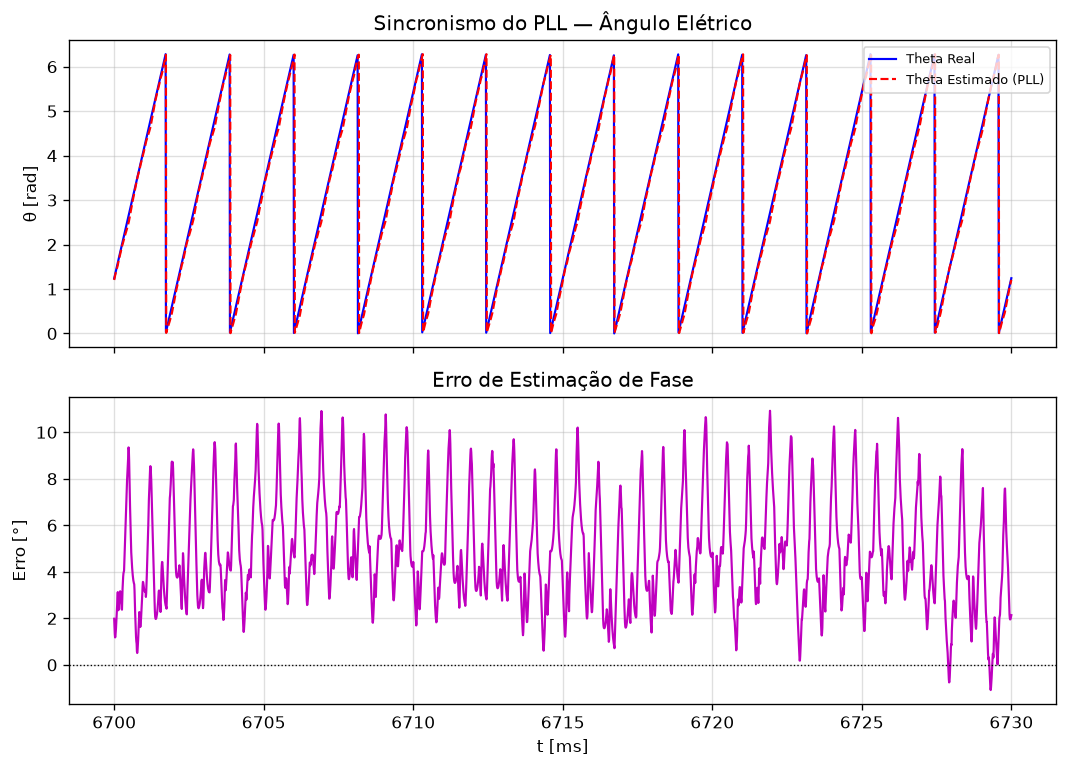 Sincronismo do PLL — Ângulo Elétrico
θ [rad]
6
5
4
3
2
1
0
Theta Real
Theta Estimado (PLL)
Erro de Estimação de Fase
Erro [°]
10
8
6
4
2
0
6700 6705 6710 6715 6720 6725 6730
t [ms]